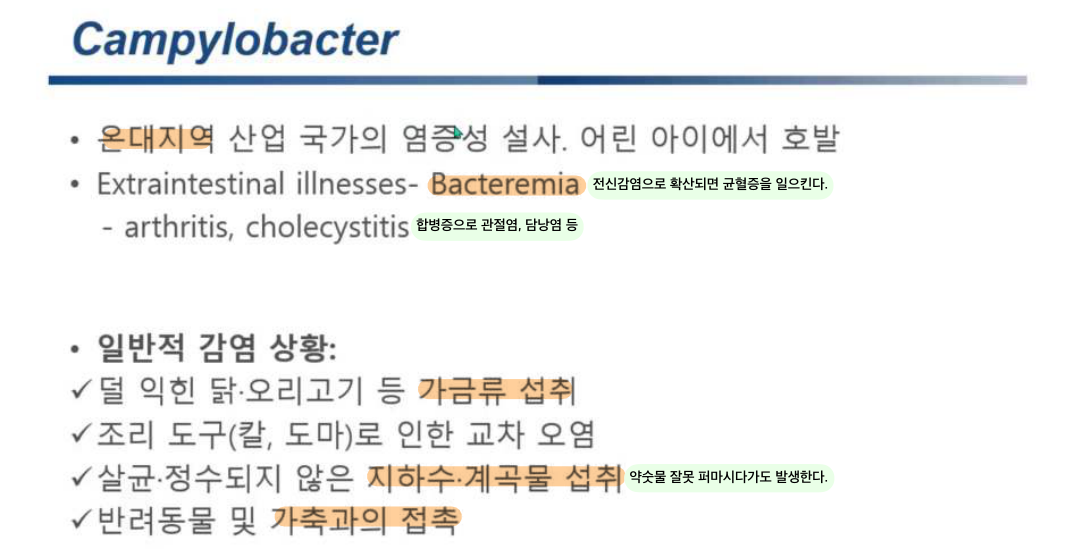 Campylobacter
• 온대지역 산업 국가의 염증성 설사. 어린 아이에서 호발
• Extraintestinal illnesses- Bacteremia 전신감염으로 확산되면 균혈증을 일으킨다.
- arthritis, cholecystitis 합병증으로 관절염, 담낭염 등
• 일반적 감염 상황:
✓덜 익힌 닭·오리고기 등 가금류 섭취
✓조리 도구(칼, 도마)로 인한 교차 오염
✓살균·정수되지 않은 지하수·계곡물 섭취 약숫물 잘못 퍼마시다가도 발생한다.
✓반려동물 및 가축과의 접촉